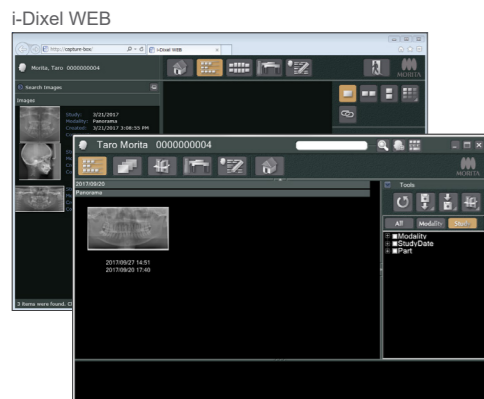 i-Dixel WEB
http://capture-box/
i-Dixel WEB
Morita, Taro 0000000004
MORITA
Search Images
Images
Study: 3/21/2017
Modality: Panorama
Created: 3/21/2017 3:08:55 PM
Taro Morita 0000000004
MORITA
2017/09/20
Panorama
Tools
All Modality Study
Modality
StudyDate
Part
2017/09/27 14:51
2017/09/20 17:40
3 items were found.